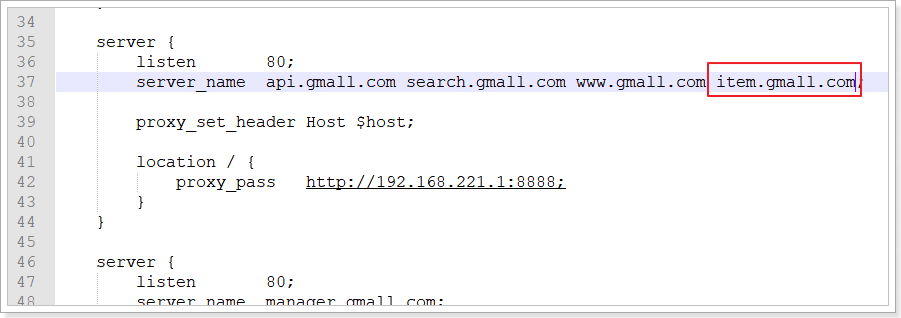 34
35 server {
36 listen 80;
37 server_name api.gmall.com search.gmall.com www.gmall.com item.gmall.com;
38
39 proxy_set_header Host $host;
40
41 location / {
42 proxy_pass http://192.168.221.1:8888;
43 }
44 }
45
46 server {
47 listen 80;
48 server_name manager.gmall.com;